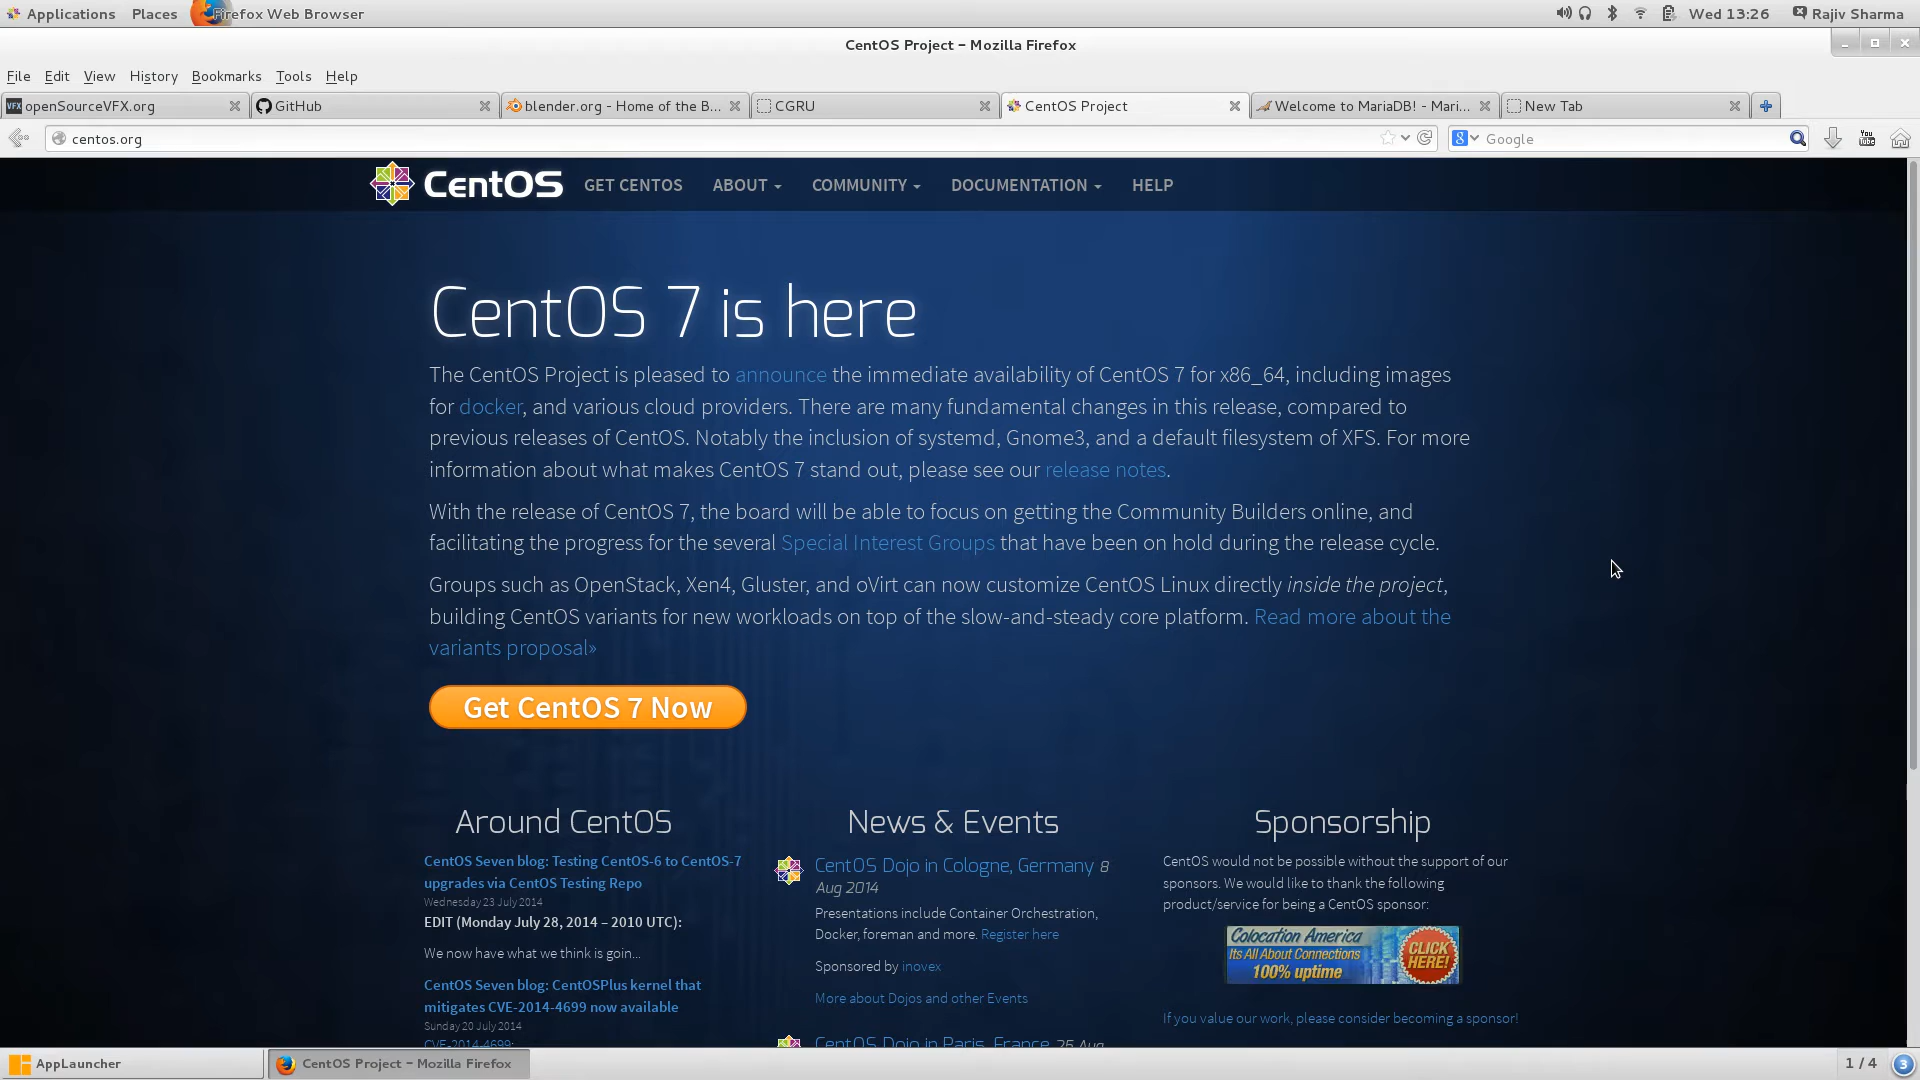 Applications Places Firefox Web Browser Wed 13:26 Rajiv Sharma
CentOS Project - Mozilla Firefox
File Edit View History Bookmarks Tools Help
VFX openSourceVFX.org GitHub blender.org - Home of the B... CGRU CentOS Project Welcome to MariaDB! - Mari... New Tab
centos.org 8 Google You Tube
CentOS GET CENTOS ABOUT COMMUNITY DOCUMENTATION HELP
CentOS 7 is here
The CentOS Project is pleased to announce the immediate availability of CentOS 7 for x86_64, including images
for docker, and various cloud providers. There are many fundamental changes in this release, compared to
previous releases of CentOS. Notably the inclusion of systemd, Gnome3, and a default filesystem of XFS. For more
information about what makes CentOS 7 stand out, please see our release notes.
With the release of CentOS 7, the board will be able to focus on getting the Community Builders online, and
facilitating the progress for the several Special Interest Groups that have been on hold during the release cycle.
Groups such as OpenStack, Xen4, Gluster, and oVirt can now customize CentOS Linux directly inside the project,
building CentOS variants for new workloads on top of the slow-and-steady core platform. Read more about the
variants proposal»
Get CentOS 7 Now
Around CentOS
CentOS Seven blog: Testing CentOS-6 to CentOS-7
upgrades via CentOS Testing Repo
Wednesday 23 July 2014
EDIT (Monday July 28, 2014 – 2010 UTC):
We now have what we think is goin...
CentOS Seven blog: CentOSPlus kernel that
mitigates CVE-2014-4699 now available
Sunday 20 July 2014
CVE-2014-4699:
News & Events
CentOS Dojo in Cologne, Germany 8
Aug 2014
Presentations include Container Orchestration,
Docker, foreman and more. Register here
Sponsored by inovex
More about Dojos and other Events
CentOS Dojo in Paris, France 25 Aug
Sponsorship
CentOS would not be possible without the support of our
sponsors. We would like to thank the following
product/service for being a CentOS sponsor:
Colocation America
Its All About Connections
100% uptime
CLICK
HERE!
If you value our work, please consider becoming a sponsor!
AppLauncher CentOS Project - Mozilla Firefox 1 / 4 3